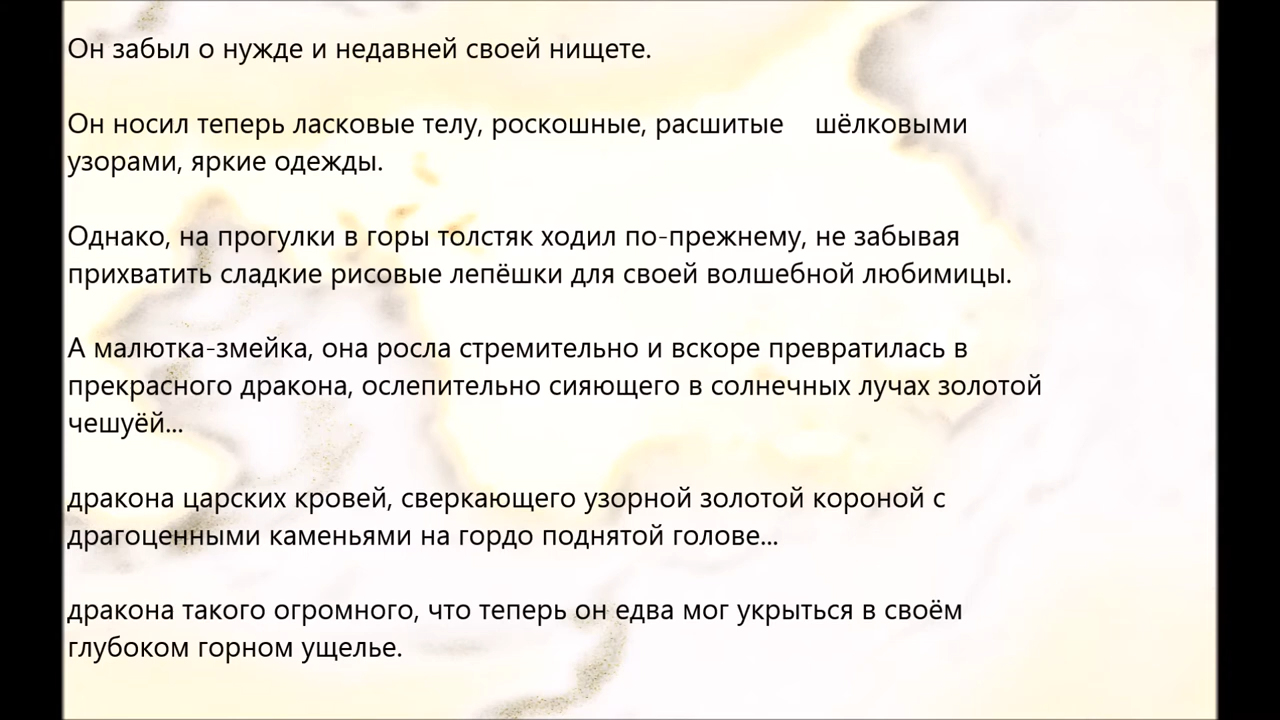 Он забыл о нужде и недавней своей нищете.
Он носил теперь ласковые телу, роскошные, расшитые шёлковыми
узорами, яркие одежды.
Однако, на прогулки в горы толстяк ходил по-прежнему, не забывая
прихватить сладкие рисовые лепёшки для своей волшебной любимицы.
А малютка-змейка, она росла стремительно и вскоре превратилась в
прекрасного дракона, ослепительно сияющего в солнечных лучах золотой
чешуёй...
дракона царских кровей, сверкающего узорной золотой короной с
драгоценными каменьями на гордо поднятой голове...
дракона такого огромного, что теперь он едва мог укрыться в своём
глубоком горном ущелье.